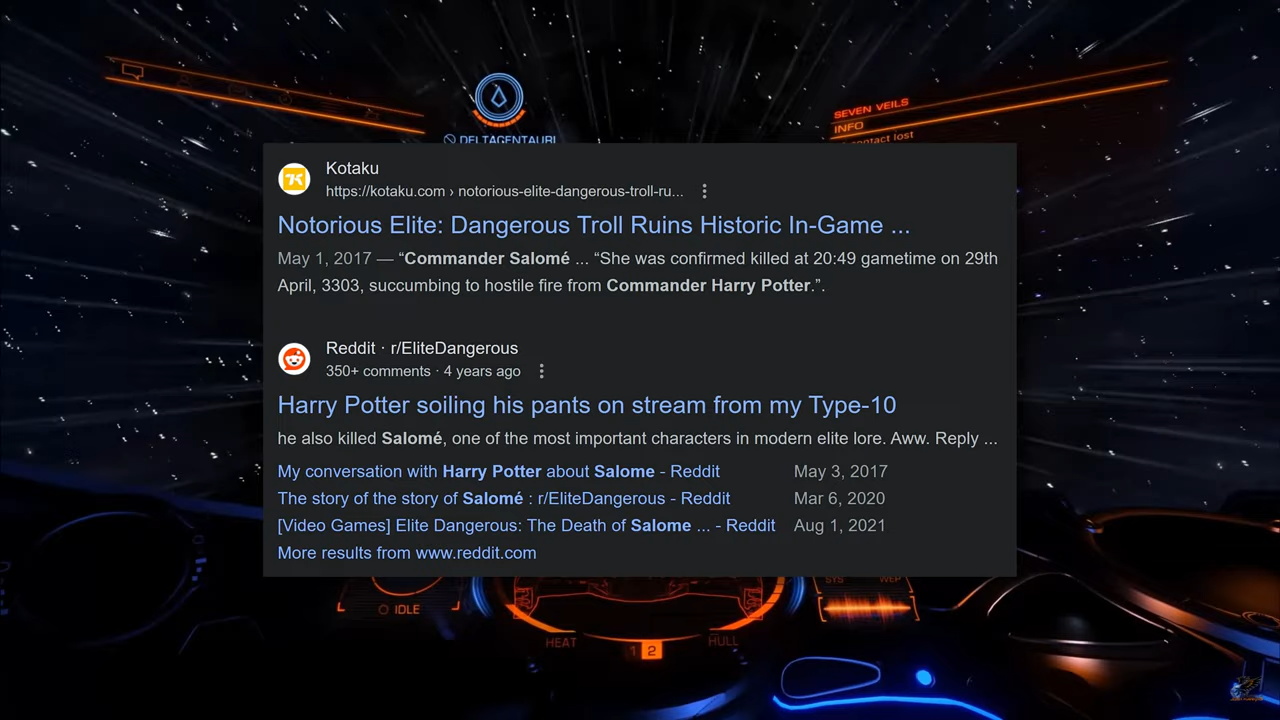 SEVEN VEILS
INFO
contact lost
DELTAGENTAURI
Kotaku
https://kotaku.com › notorious-elite-dangerous-troll-ru...
Notorious Elite: Dangerous Troll Ruins Historic In-Game ...
May 1, 2017 — “Commander Salomé ... “She was confirmed killed at 20:49 gametime on 29th
April, 3303, succumbing to hostile fire from Commander Harry Potter.”.
Reddit · r/EliteDangerous
350+ comments · 4 years ago
Harry Potter soiling his pants on stream from my Type-10
he also killed Salomé, one of the most important characters in modern elite lore. Aww. Reply ...
My conversation with Harry Potter about Salome - Reddit May 3, 2017
The story of the story of Salomé : r/EliteDangerous - Reddit Mar 6, 2020
[Video Games] Elite Dangerous: The Death of Salome ... - Reddit Aug 1, 2021
More results from www.reddit.com
SYS WEP
IDLE
HEAT 1 2 HULL